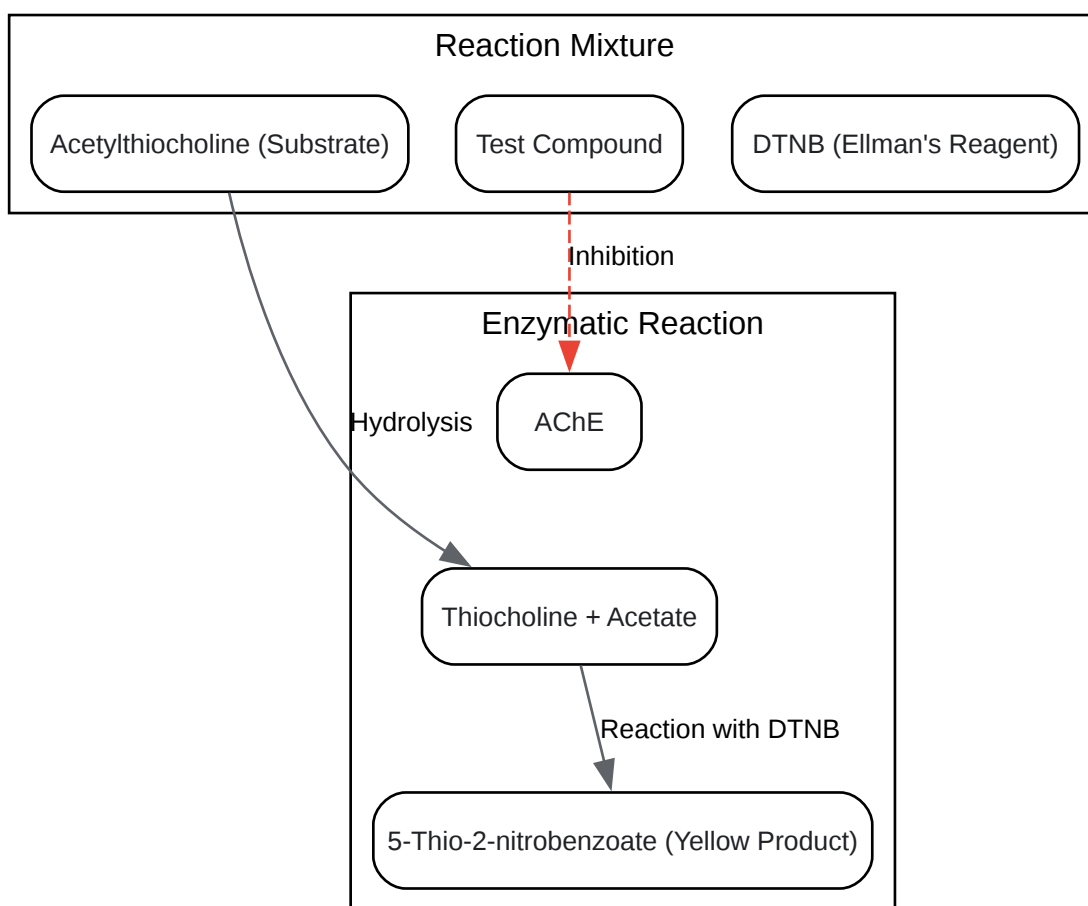 Reaction Mixture
Acetylthiocholine (Substrate)
Test Compound
DTNB (Ellman's Reagent)
Inhibition
Enzymatic Reaction
AChE
Hydrolysis
Thiocholine + Acetate
Reaction with DTNB
5-Thio-2-nitrobenzoate (Yellow Product)